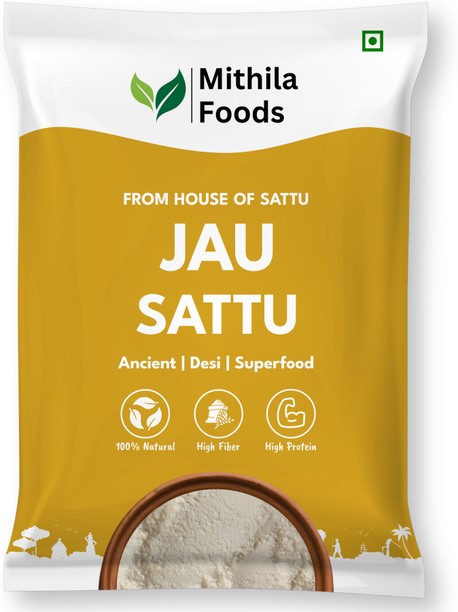 Mithila
Foods
FROM HOUSE OF SATTU
JAU
SATTU
Ancient | Desi | Superfood
100% Natural
High Fiber
High Protein